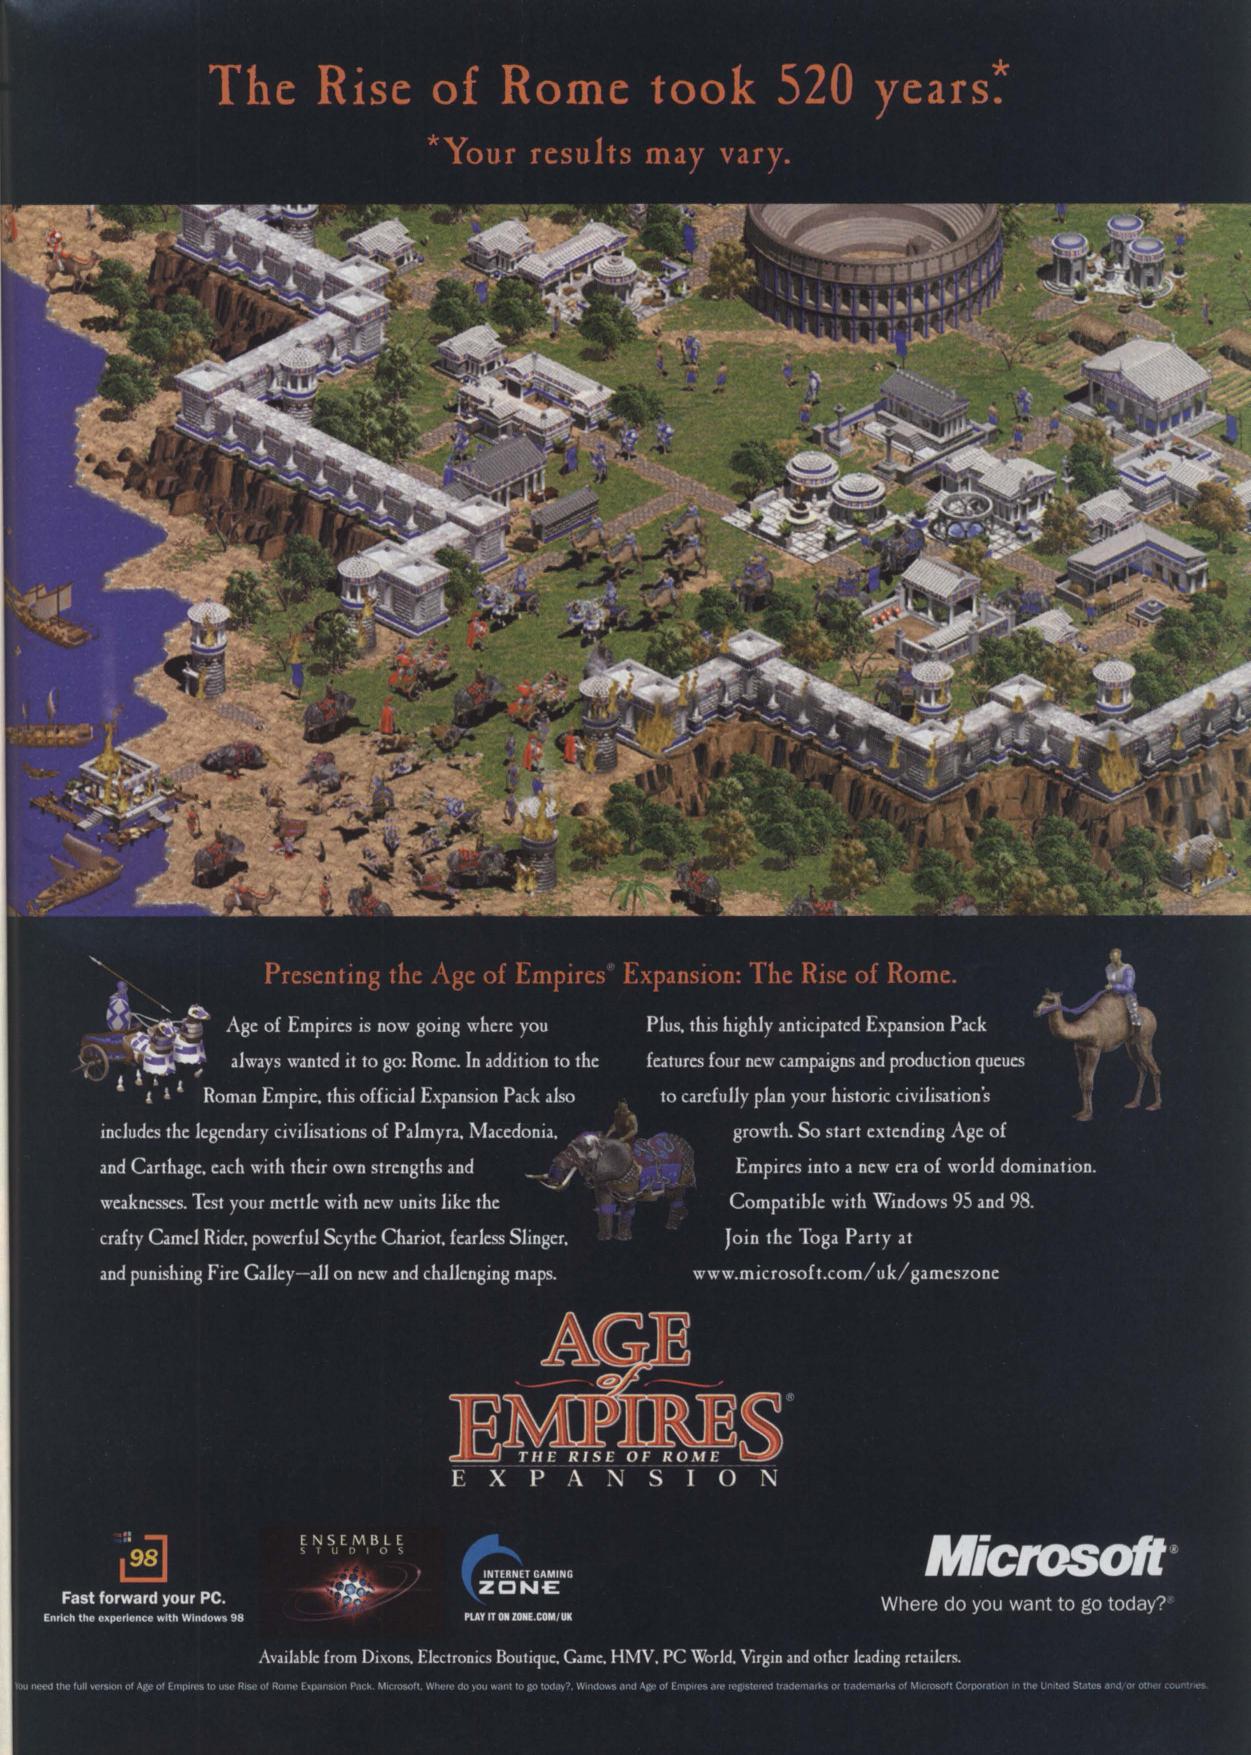 The Rise of Rome took 520 years.*
*Your results may vary.
Presenting the Age of Empires® Expansion: The Rise of Rome.
Age of Empires is now going where you
always wanted it to go: Rome. In addition to the
Roman Empire, this official Expansion Pack also
includes the legendary civilisations of Palmyra, Macedonia,
and Carthage, each with their own strengths and
weaknesses. Test your mettle with new units like the
crafty Camel Rider, powerful Scythe Chariot, fearless Slinger,
and punishing Fire Galley—all on new and challenging maps.
Plus, this highly anticipated Expansion Pack
features four new campaigns and production queues
to carefully plan your historic civilisation's
growth. So start extending Age of
Empires into a new era of world domination.
Compatible with Windows 95 and 98.
Join the Toga Party at
www.microsoft.com/uk/gameszone
AGE
of
EMPIRES®
THE RISE OF ROME
EXPANSION
98
Fast forward your PC.
Enrich the experience with Windows 98
ENSEMBLE
STUDIOS
INTERNET GAMING
ZONE
PLAY IT ON ZONE.COM/UK
Microsoft®
Where do you want to go today?®
Available from Dixons, Electronics Boutique, Game, HMV, PC World, Virgin and other leading retailers.
You need the full version of Age of Empires to use Rise of Rome Expansion Pack. Microsoft, Where do you want to go today?, Windows and Age of Empires are registered trademarks or trademarks of Microsoft Corporation in the United States and/or other countries.